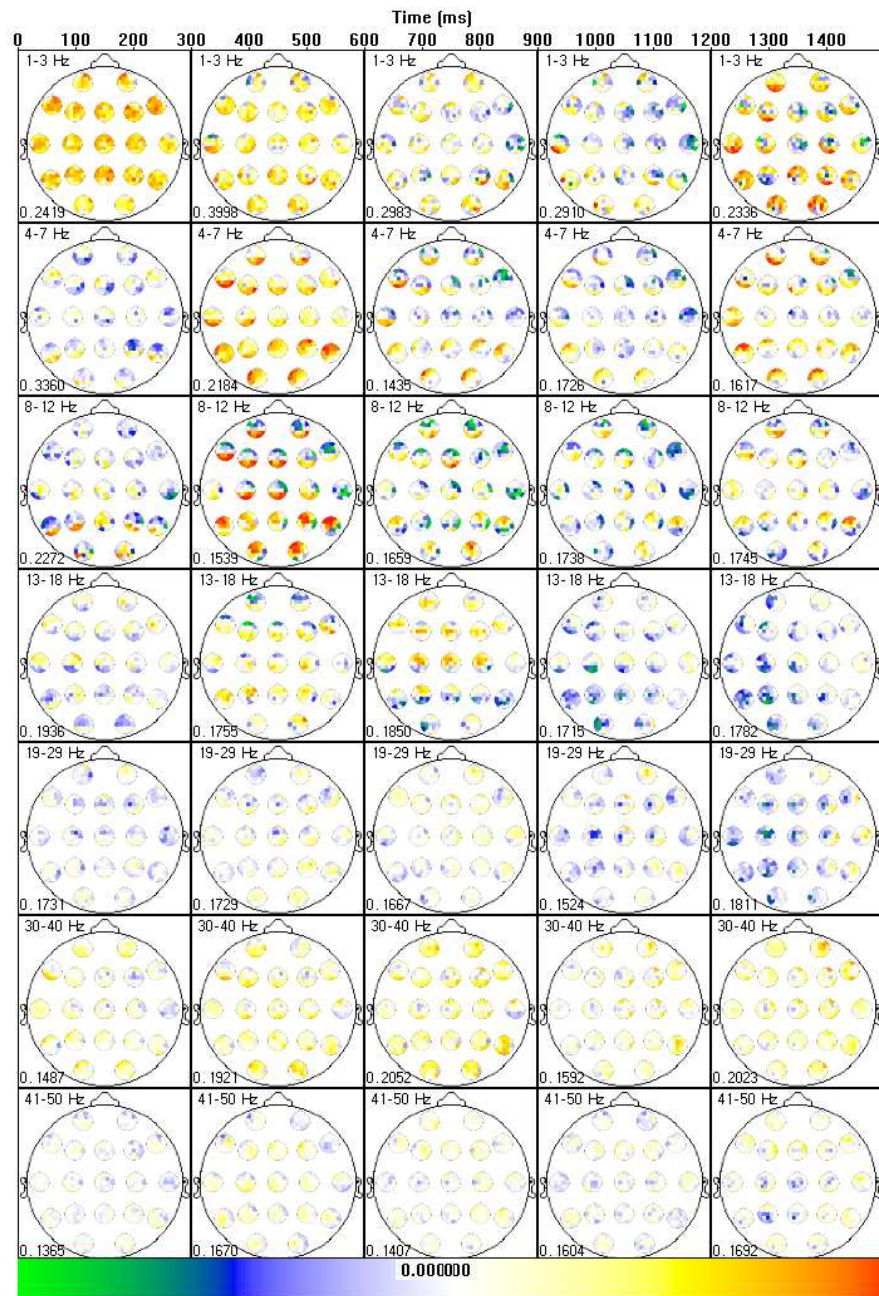 Time (ms)
0 100 200 300 400 500 600 700 800 900 1000 1100 1200 1300 1400
1-3 Hz 1-3 Hz 1-3 Hz 1-3 Hz 1-3 Hz
0.2419 0.3998 0.2983 0.2910 0.2336
4-7 Hz 4-7 Hz 4-7 Hz 4-7 Hz 4-7 Hz
0.3360 0.2184 0.1435 0.1726 0.1617
8-12 Hz 8-12 Hz 8-12 Hz 8-12 Hz 8-12 Hz
0.2272 0.1539 0.1659 0.1738 0.1745
13-18 Hz 13-18 Hz 13-18 Hz 13-18 Hz 13-18 Hz
0.1936 0.1755 0.1850 0.1715 0.1782
19-29 Hz 19-29 Hz 19-29 Hz 19-29 Hz 19-29 Hz
0.1731 0.1729 0.1667 0.1524 0.1811
30-40 Hz 30-40 Hz 30-40 Hz 30-40 Hz 30-40 Hz
0.1487 0.1921 0.2052 0.1592 0.2023
41-50 Hz 41-50 Hz 41-50 Hz 41-50 Hz 41-50 Hz
0.1365 0.1670 0.1407 0.1604 0.1692
0.000000